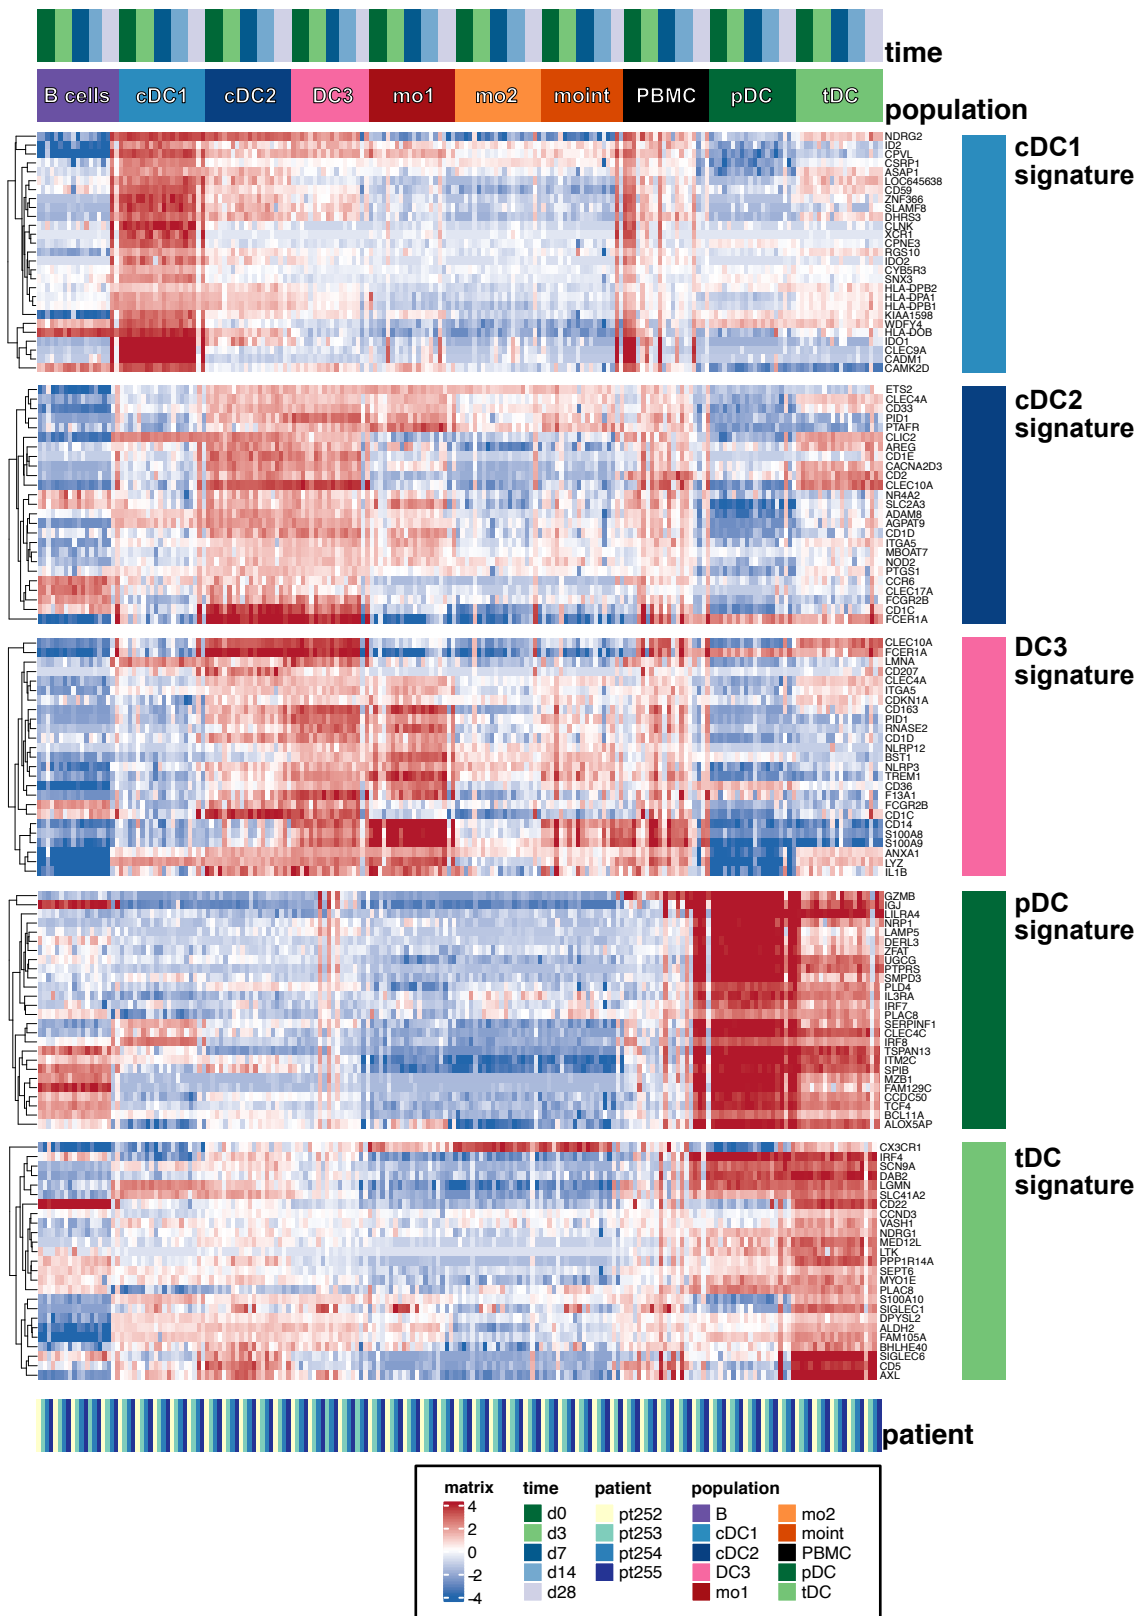 time
B cells cDC1 cDC2 DC3 mo1 mo2 moint PBMC pDC tDC
population
NDRG2
ID2
CPVL
CSRP1
ASAP1
LOC645638
CD59
ZNF366
SLAMF8
DHRS3
CLNK
XCR1
CPNE3
RGS10
IDO2
CYB5R3
SNX3
HLA-DPB2
HLA-DPA1
HLA-DPB1
KIAA1598
WDFY4
HLA-DOB
IDO1
CLEC9A
CADM1
CAMK2D
cDC1
signature
ETS2
CLEC4A
CD33
PID1
PTAFR
CLIC2
AREG
CD1E
CACNA2D3
CD2
CLEC10A
NR4A2
SLC2A3
ADAM8
AGPAT9
CD1D
ITGA5
MBOAT7
NOD2
PTGS1
CCR6
CLEC17A
FCGR2B
CD1C
FCER1A
cDC2
signature
CLEC10A
FCER1A
LMNA
CD207
CLEC4A
ITGA5
CDKN1A
CD163
PID1
RNASE2
CD1D
NLRP12
BST1
NLRP3
TREM1
CD36
F13A1
FCGR2B
CD1C
CD14
S100A8
S100A9
ANXA1
LYZ
IL1B
DC3
signature
GZMB
IGJ
LILRA4
NRP1
LAMP5
DERL3
ZFAT
UGCG
PTPRS
SMPD3
PLD4
IL3RA
IRF7
PLAC8
SERPINF1
CLEC4C
IRF8
TSPAN13
ITM2C
SPIB
MZB1
FAM129C
CCDC50
TCF4
BCL11A
ALOX5AP
pDC
signature
CX3CR1
IRF4
SCN9A
DAB2
LGMN
SLC41A2
CD22
CCND3
VASH1
NDRG1
MED12L
LTK
PPP1R14A
SEPT6
MYO1E
PLAC8
S100A10
SIGLEC1
DPYSL2
ALDH2
FAM105A
BHLHE40
SIGLEC6
CD5
AXL
tDC
signature
patient
matrix time patient population
4 d0 pt252 B mo2
2 d3 pt253 cDC1 moint
0 d7 pt254 cDC2 PBMC
-2 d14 pt255 DC3 pDC
-4 d28 mo1 tDC